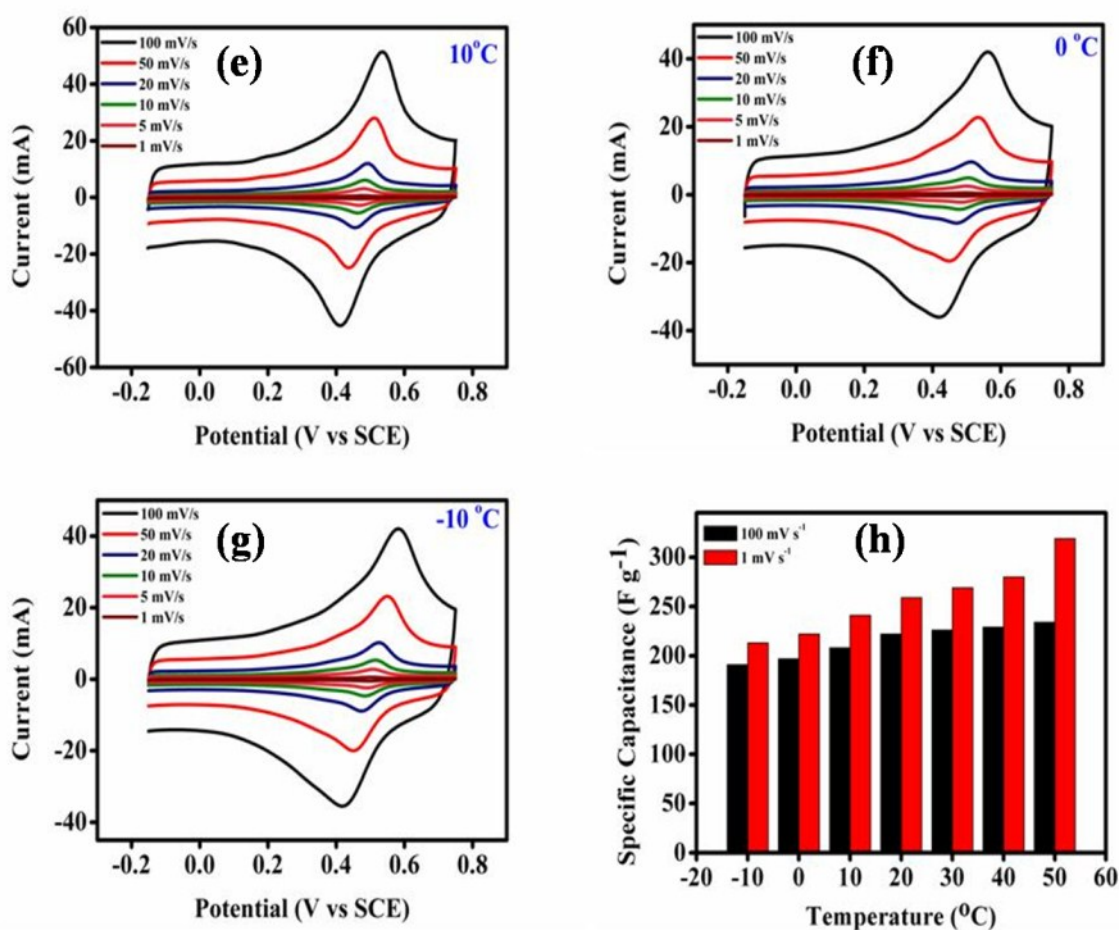 60
40
20
0
-20
-40
-60
Current (mA)
100 mV/s
50 mV/s
20 mV/s
10 mV/s
5 mV/s
1 mV/s
(e)
10°C
-0.2 0.0 0.2 0.4 0.6 0.8
Potential (V vs SCE)
40
20
0
-20
-40
Current (mA)
100 mV/s
50 mV/s
20 mV/s
10 mV/s
5 mV/s
1 mV/s
(f)
0 °C
-0.2 0.0 0.2 0.4 0.6 0.8
Potential (V vs SCE)
40
20
0
-20
-40
Current (mA)
100 mV/s
50 mV/s
20 mV/s
10 mV/s
5 mV/s
1 mV/s
(g)
-10 °C
-0.2 0.0 0.2 0.4 0.6 0.8
Potential (V vs SCE)
300
250
200
150
100
50
0
Specific Capacitance (F g⁻¹)
100 mV s⁻¹
1 mV s⁻¹
(h)
-20 -10 0 10 20 30 40 50 60
Temperature (⁰C)